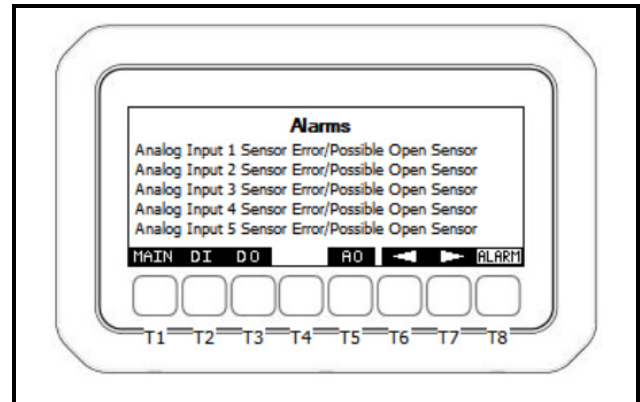 Alarms
Analog Input 1 Sensor Error/Possible Open Sensor
Analog Input 2 Sensor Error/Possible Open Sensor
Analog Input 3 Sensor Error/Possible Open Sensor
Analog Input 4 Sensor Error/Possible Open Sensor
Analog Input 5 Sensor Error/Possible Open Sensor
MAIN DI DO AO ALARM
T1 T2 T3 T4 T5 T6 T7 T8